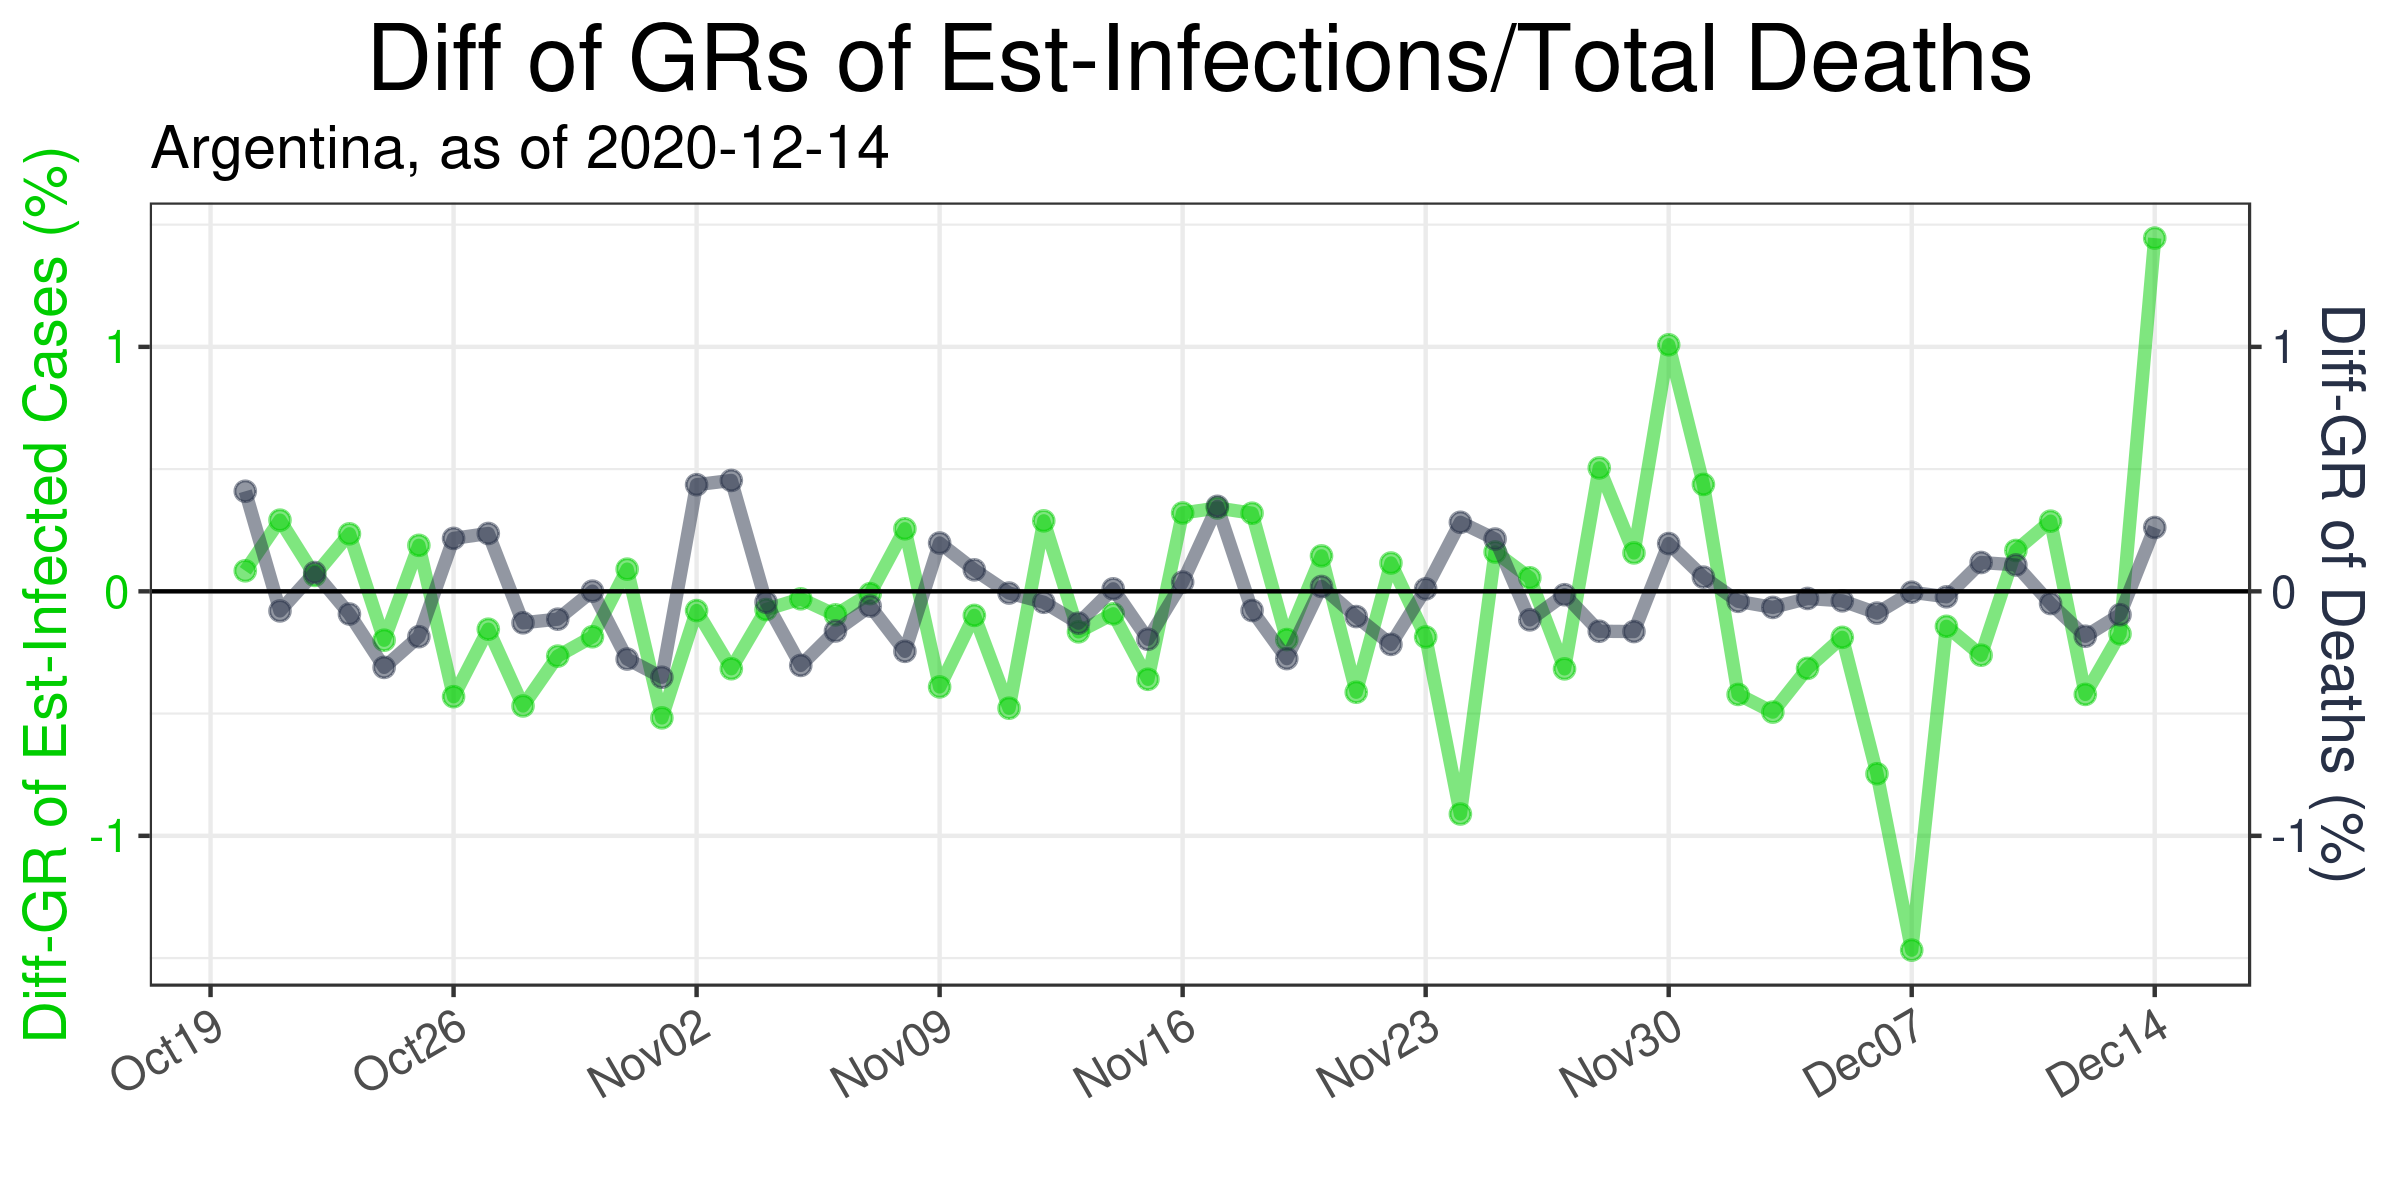 Diff of GRs of Est-Infections/Total Deaths
Argentina, as of 2020-12-14
Diff-GR of Est-Infected Cases (%)
1
0
-1
1
0
-1
Diff-GR of Deaths (%)
Oct19
Oct26
Nov02
Nov09
Nov16
Nov23
Nov30
Dec07
Dec14